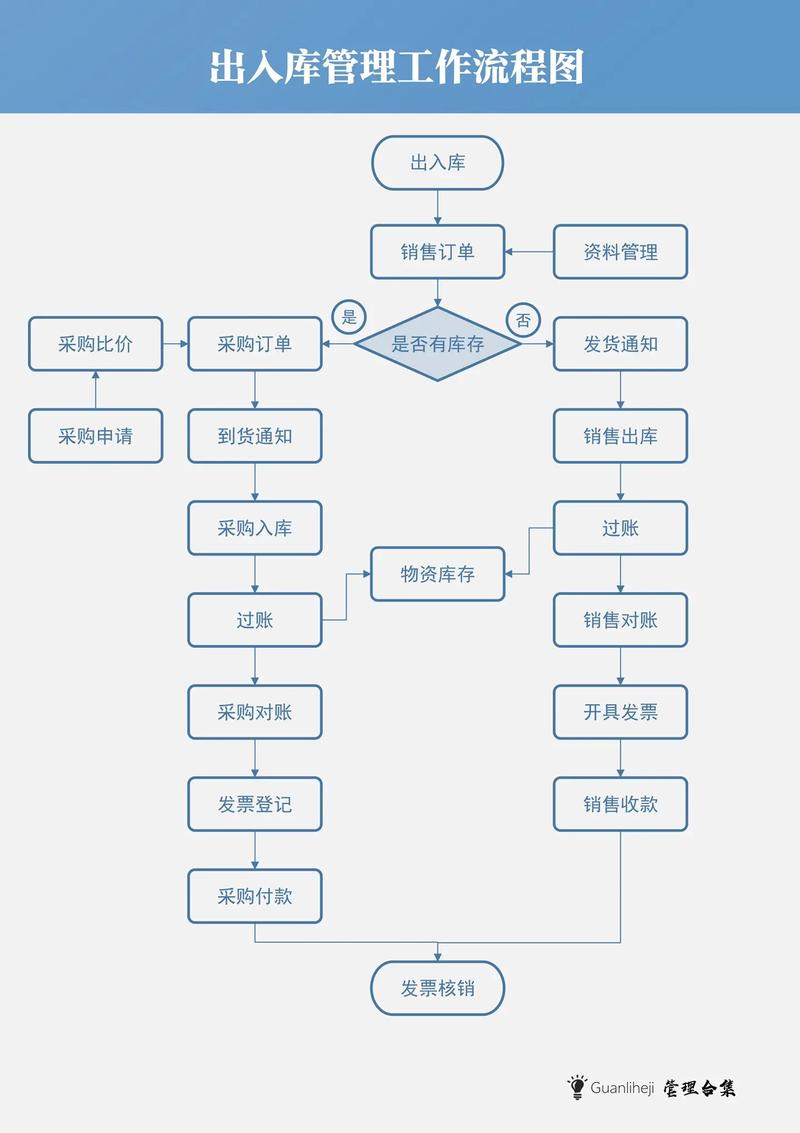 出入库管理工作流程图
出入库
销售订单
资料管理
是
否
采购比价
采购订单
是否有库存
发货通知
采购申请
到货通知
销售出库
采购入库
过账
物资库存
过账
销售对账
采购对账
开具发票
发票登记
销售收款
采购付款
发票核销
Guanliheji 管理合集